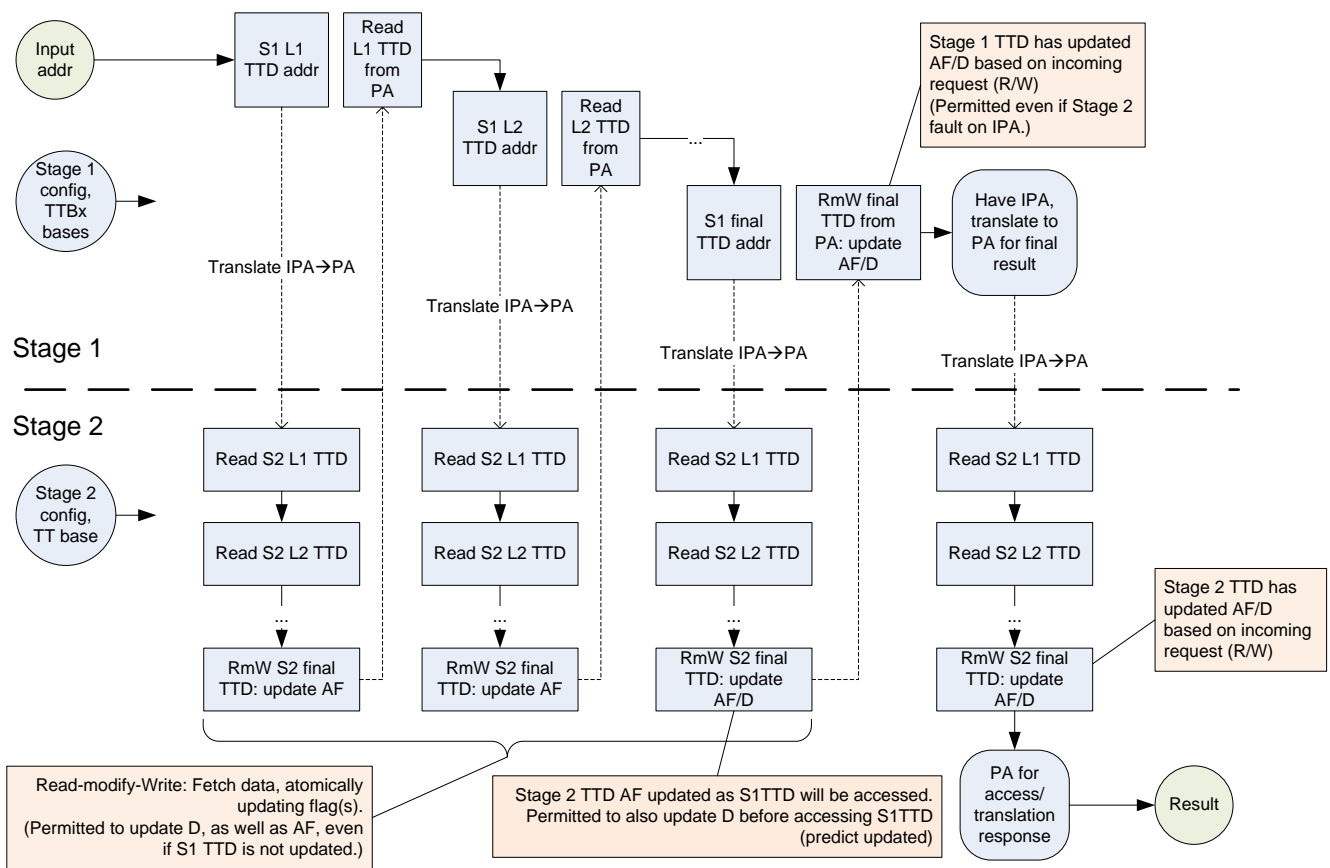 Input
addr
S1 L1
TTD addr
Read
L1 TTD
from
PA
S1 L2
TTD addr
Read
L2 TTD
from
PA
...
S1 final
TTD addr
RmW final
TTD from
PA: update
AF/D
Stage 1 TTD has updated
AF/D based on incoming
request (R/W)
(Permitted even if Stage 2
fault on IPA.)
Have IPA,
translate to
PA for final
result
Stage 1
config,
TTBx
bases
Translate IPA→PA
Translate IPA→PA
Translate IPA→PA
Translate IPA→PA
Stage 1
Stage 2
Stage 2
config,
TT base
Read S2 L1 TTD
Read S2 L2 TTD
...
RmW S2 final
TTD: update AF
Read S2 L1 TTD
Read S2 L2 TTD
...
RmW S2 final
TTD: update AF
Read S2 L1 TTD
Read S2 L2 TTD
...
RmW S2 final
TTD: update
AF/D
Read S2 L1 TTD
Read S2 L2 TTD
...
RmW S2 final
TTD: update
AF/D
Stage 2 TTD has
updated AF/D
based on incoming
request (R/W)
Read-modify-Write: Fetch data, atomically
updating flag(s).
(Permitted to update D, as well as AF, even
if S1 TTD is not updated.)
Stage 2 TTD AF updated as S1TTD will be accessed.
Permitted to also update D before accessing S1TTD
(predict updated)
PA for
access/
translation
response
Result